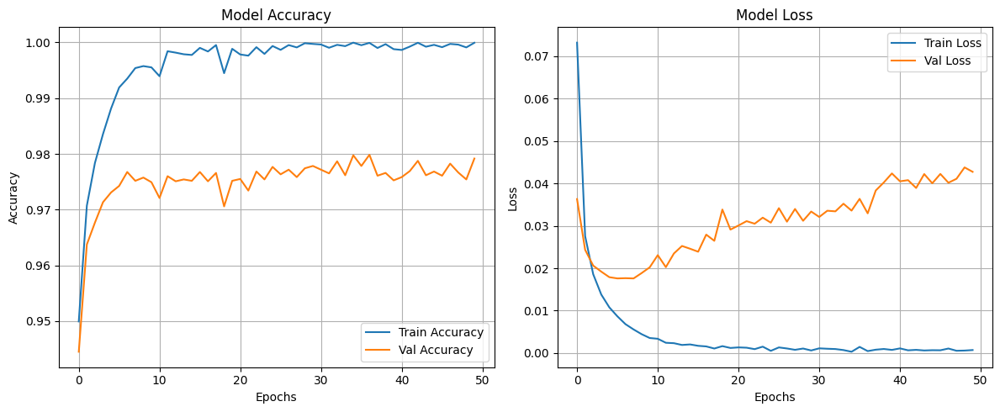 Model Accuracy
1.00
0.99
0.98
0.97
0.96
0.95
Accuracy
0 10 20 30 40 50
Epochs
Train Accuracy
Val Accuracy
Model Loss
0.07
0.06
0.05
0.04
0.03
0.02
0.01
0.00
Loss
0 10 20 30 40 50
Epochs
Train Loss
Val Loss